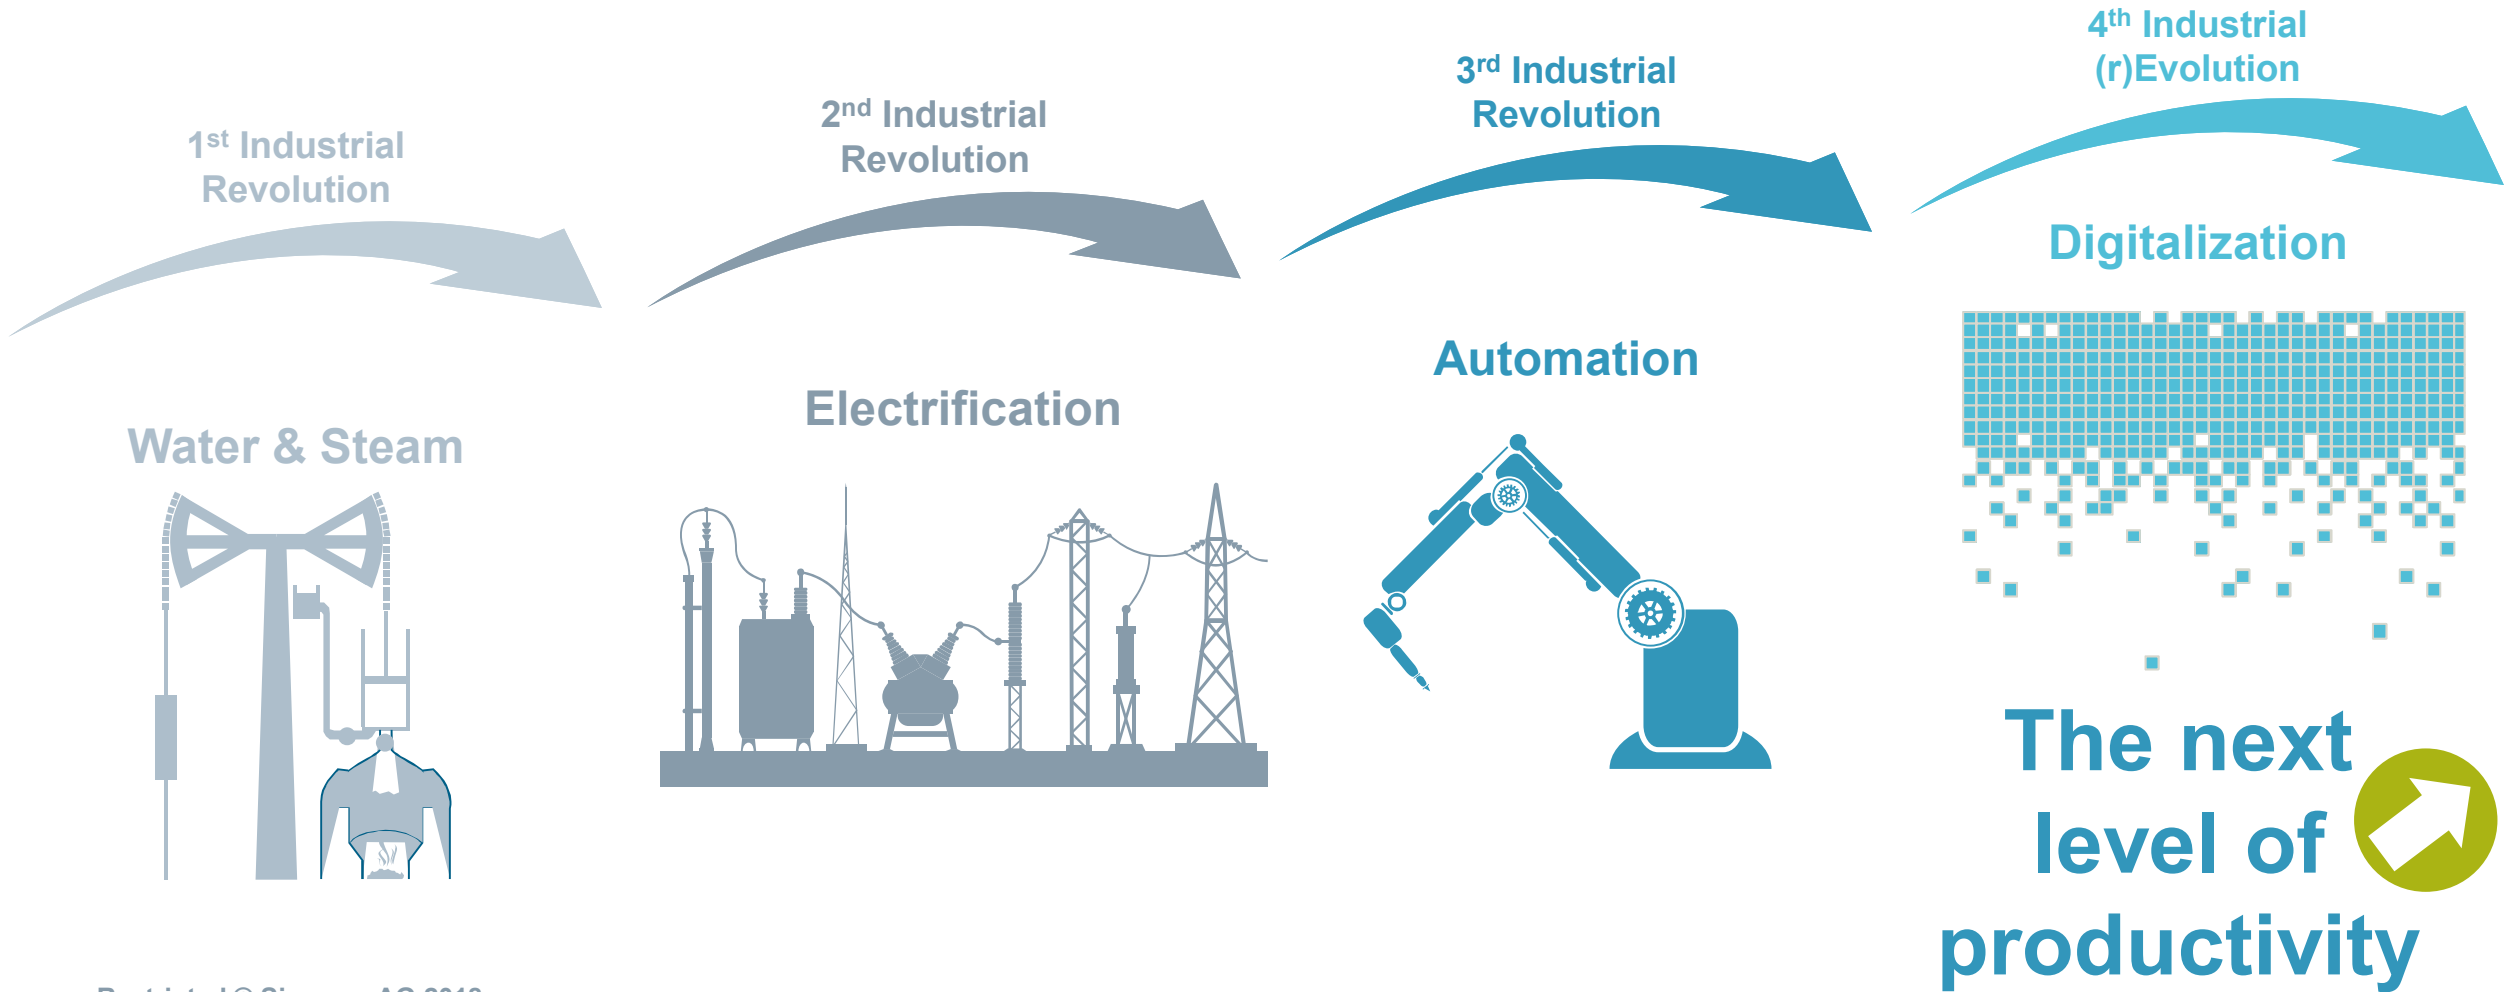 1st Industrial
Revolution
2nd Industrial
Revolution
3rd Industrial
Revolution
4th Industrial
(r)Evolution
Water & Steam
Electrification
Automation
Digitalization
The next
level of
productivity